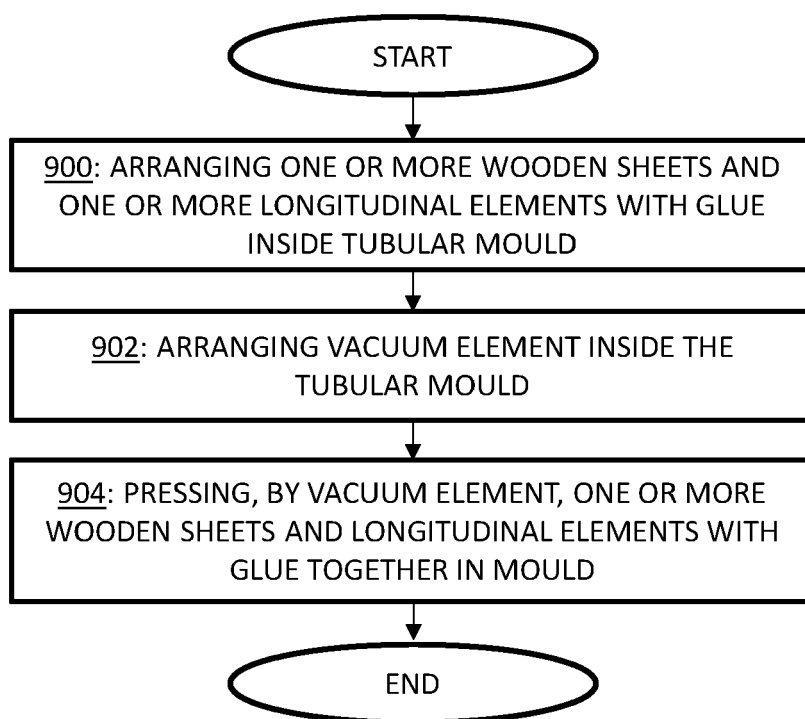 START
900: ARRANGING ONE OR MORE WOODEN SHEETS AND
ONE OR MORE LONGITUDINAL ELEMENTS WITH GLUE
INSIDE TUBULAR MOULD
902: ARRANGING VACUUM ELEMENT INSIDE THE
TUBULAR MOULD
904: PRESSING, BY VACUUM ELEMENT, ONE OR MORE
WOODEN SHEETS AND LONGITUDINAL ELEMENTS WITH
GLUE TOGETHER IN MOULD
END